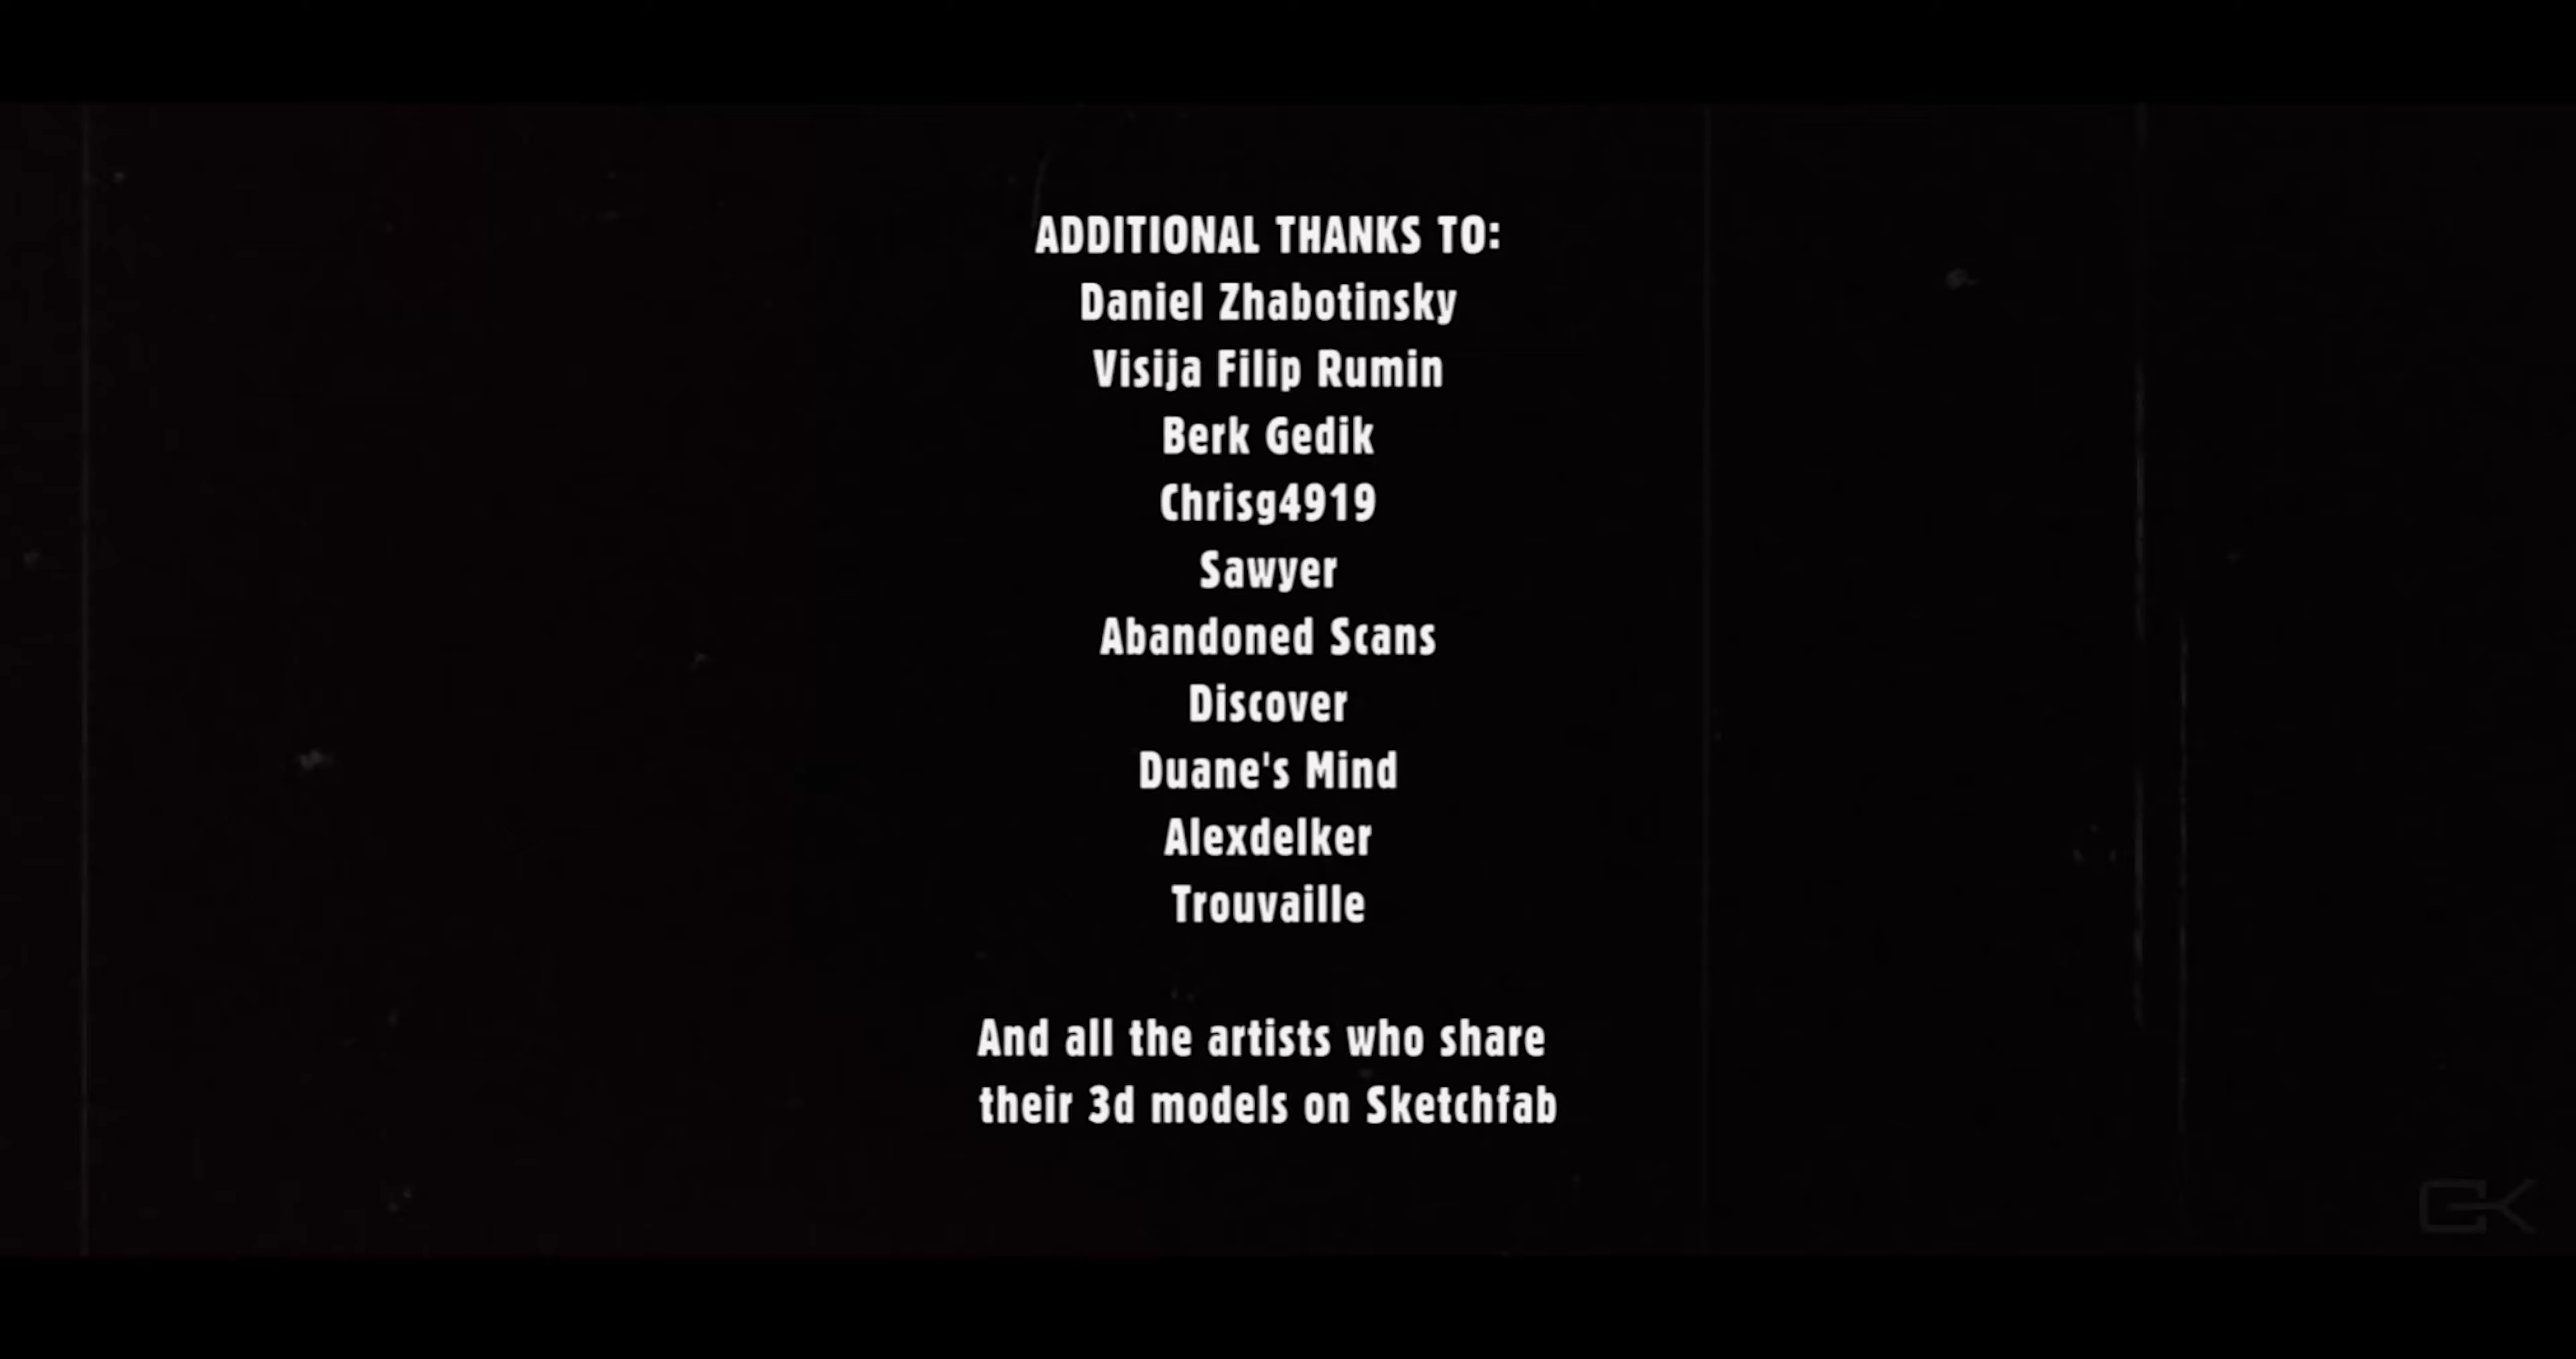 ADDITIONAL THANKS TO:
Daniel Zhabotinsky
Visija Filip Rumin
Berk Gedik
Chrisg4919
Sawyer
Abandoned Scans
Discover
Duane's Mind
Alexdelker
Trouvaille
And all the artists who share
their 3d models on Sketchfab
GK